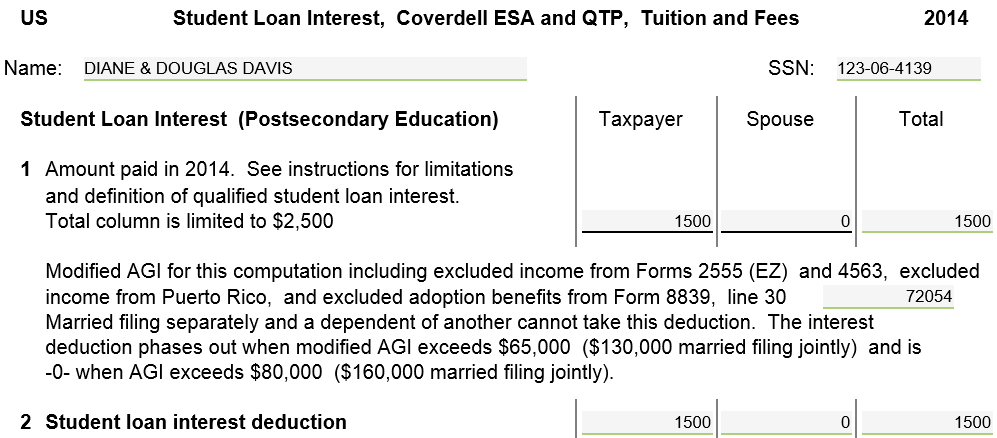 US Student Loan Interest, Coverdell ESA and QTP, Tuition and Fees 2014
Name: DIANE & DOUGLAS DAVIS SSN: 123-06-4139
Student Loan Interest (Postsecondary Education) Taxpayer Spouse Total
1 Amount paid in 2014. See instructions for limitations
and definition of qualified student loan interest.
Total column is limited to $2,500 1500 0 1500
Modified AGI for this computation including excluded income from Forms 2555 (EZ) and 4563, excluded
income from Puerto Rico, and excluded adoption benefits from Form 8839, line 30 72054
Married filing separately and a dependent of another cannot take this deduction. The interest
deduction phases out when modified AGI exceeds $65,000 ($130,000 married filing jointly) and is
-0- when AGI exceeds $80,000 ($160,000 married filing jointly).
2 Student loan interest deduction 1500 0 1500